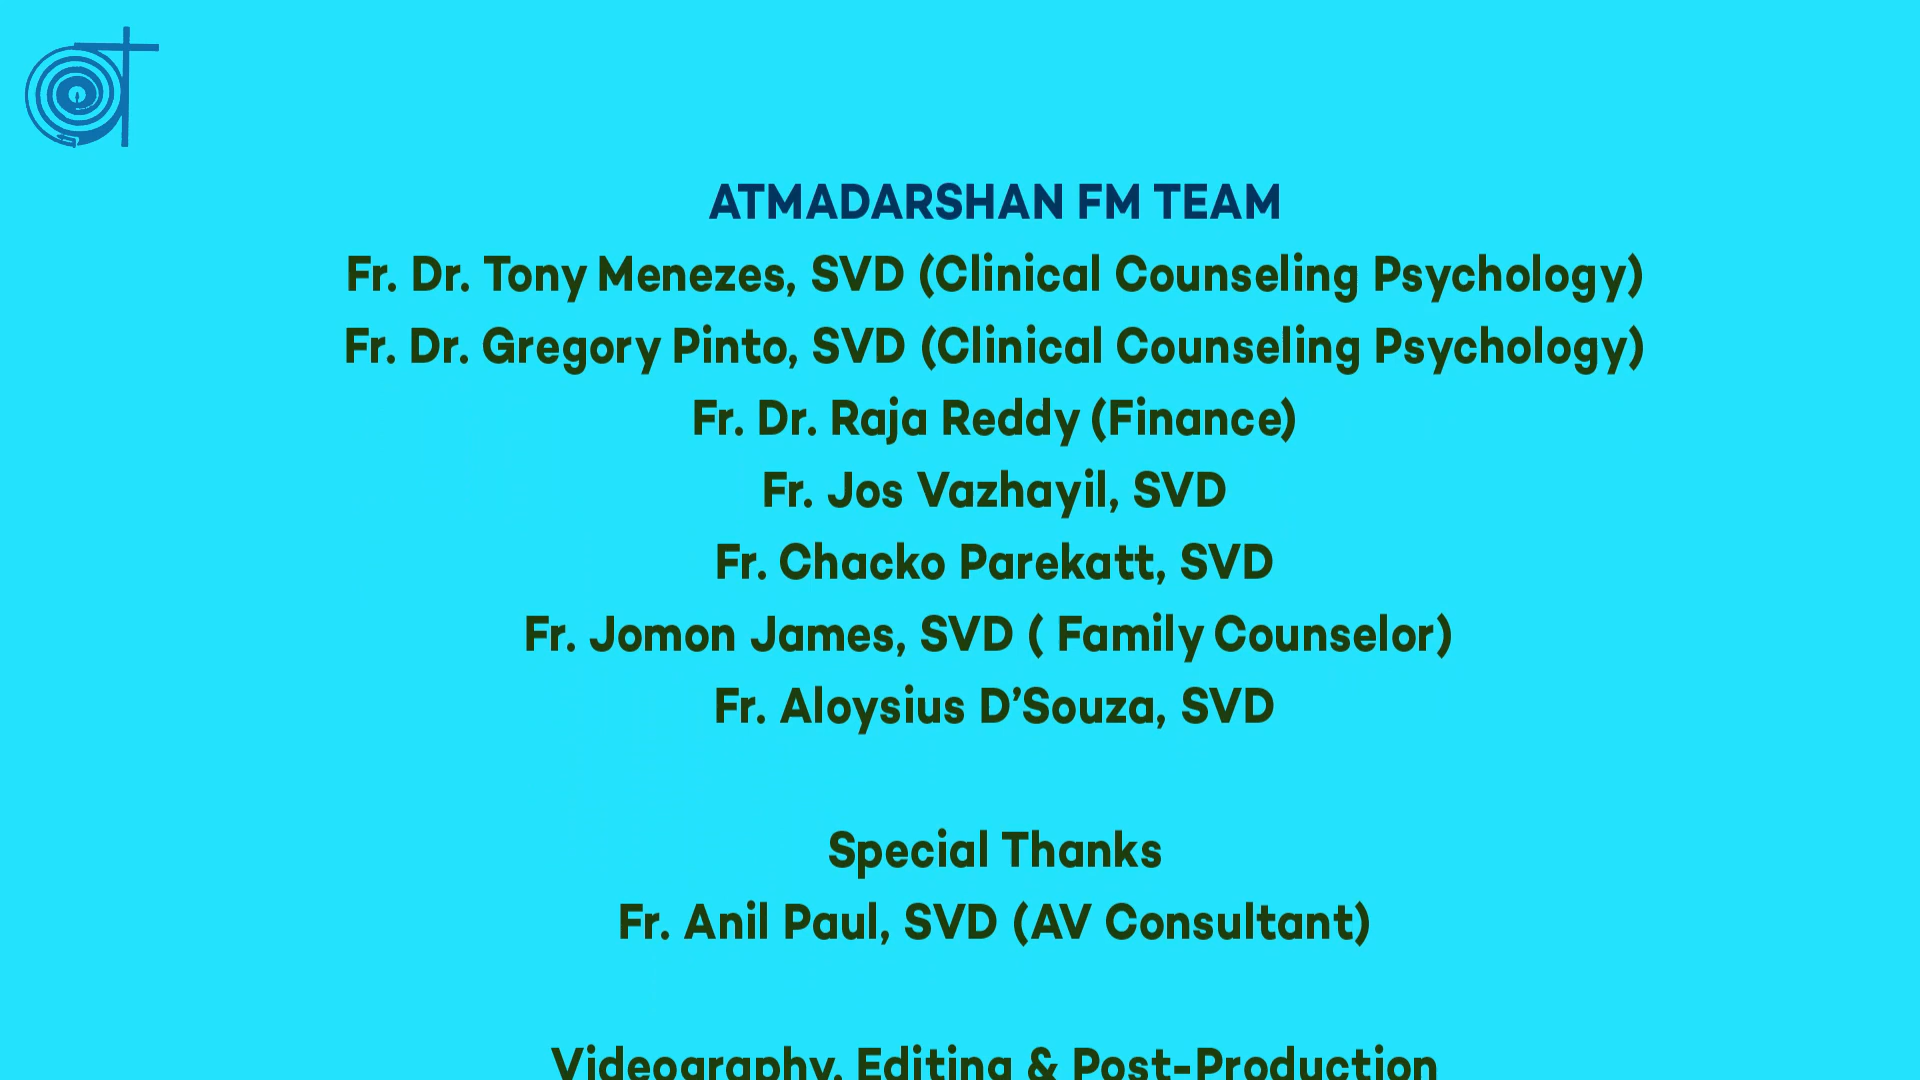 ATMADARSHAN FM TEAM
Fr. Dr. Tony Menezes, SVD (Clinical Counseling Psychology)
Fr. Dr. Gregory Pinto, SVD (Clinical Counseling Psychology)
Fr. Dr. Raja Reddy (Finance)
Fr. Jos Vazhayil, SVD
Fr. Chacko Parekatt, SVD
Fr. Jomon James, SVD ( Family Counselor)
Fr. Aloysius D’Souza, SVD
Special Thanks
Fr. Anil Paul, SVD (AV Consultant)
Videography, Editing & Post-Production